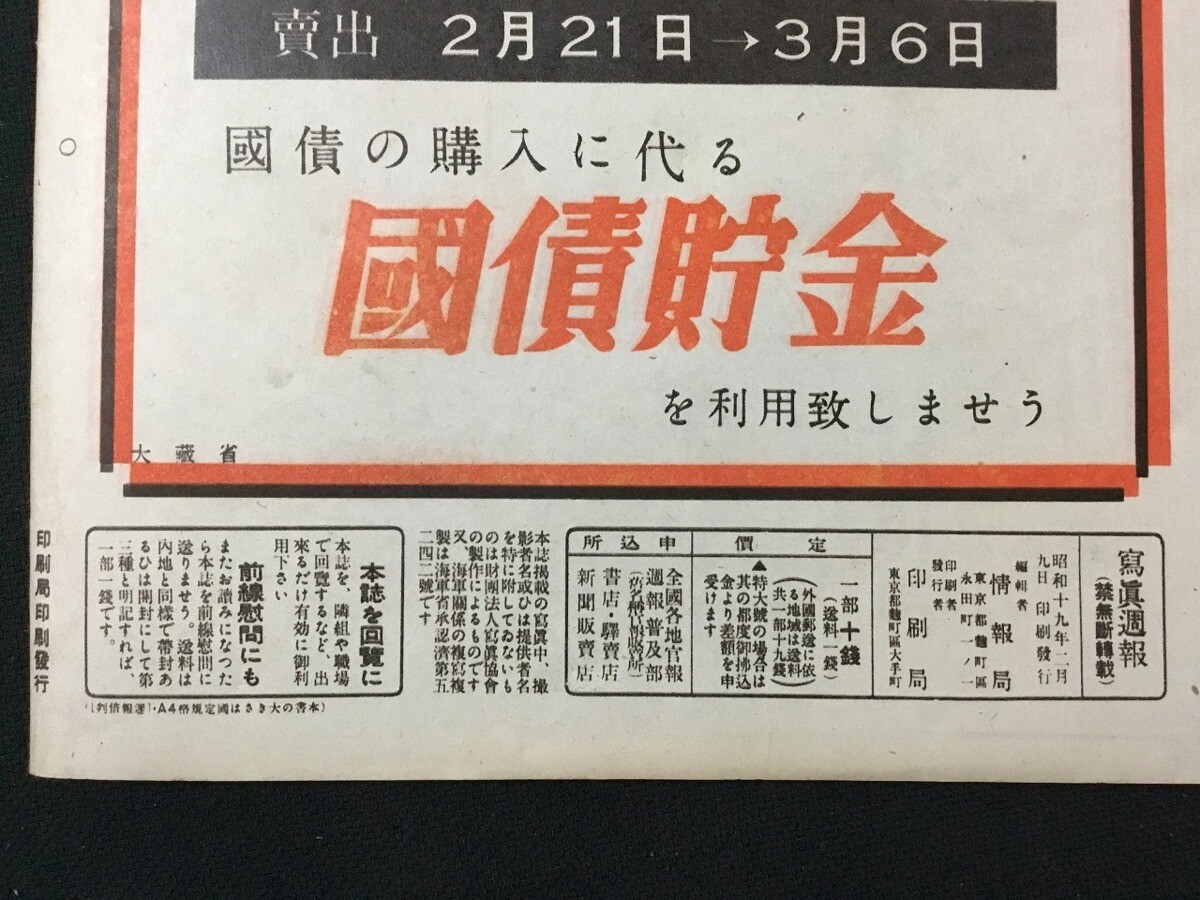 賣出 2月21日→3月6日
國債の購入に代る
國債貯金
を利用致しませう
大藏省
寫眞週報
(禁無斷轉載)
昭和十九年二月
九日 印刷發行
編輯者
情報局
東京都麴町區
永田町一ノ一
印刷者
發行者
印刷局
東京都麴町區大手町
定價
一部十錢
(送料一錢)
(外國郵送に依
る地域は送料
共一部十九錢)
▲特大號の場合は
其の都度御拂込
金より差額を申
受けます
申込所
全國各地官報
週報普及部
書店・驛賣店
新聞販賣店
本誌揭載の寫眞中、撮
影者名或ひは提供者名
を特に附してゐないも
のは財團法人寫眞協會
の製作によるものです
又、海軍關係の複寫複
製は海軍省承認濟第五
二四二號です
本誌を回覽に
本誌を、隣組や職場
で回覽するなど、出
來るだけ有効に御利
用下さい
前線慰問にも
またお讀みになつた
ら本誌を前線慰問に
送りませう。送料は
內地と同樣で帶封あ
るひは開封にして第
三種と明記すれば、
一部一錢です。
印刷局印刷發行
(本書の大きさは國定規格A4・週報倍判)